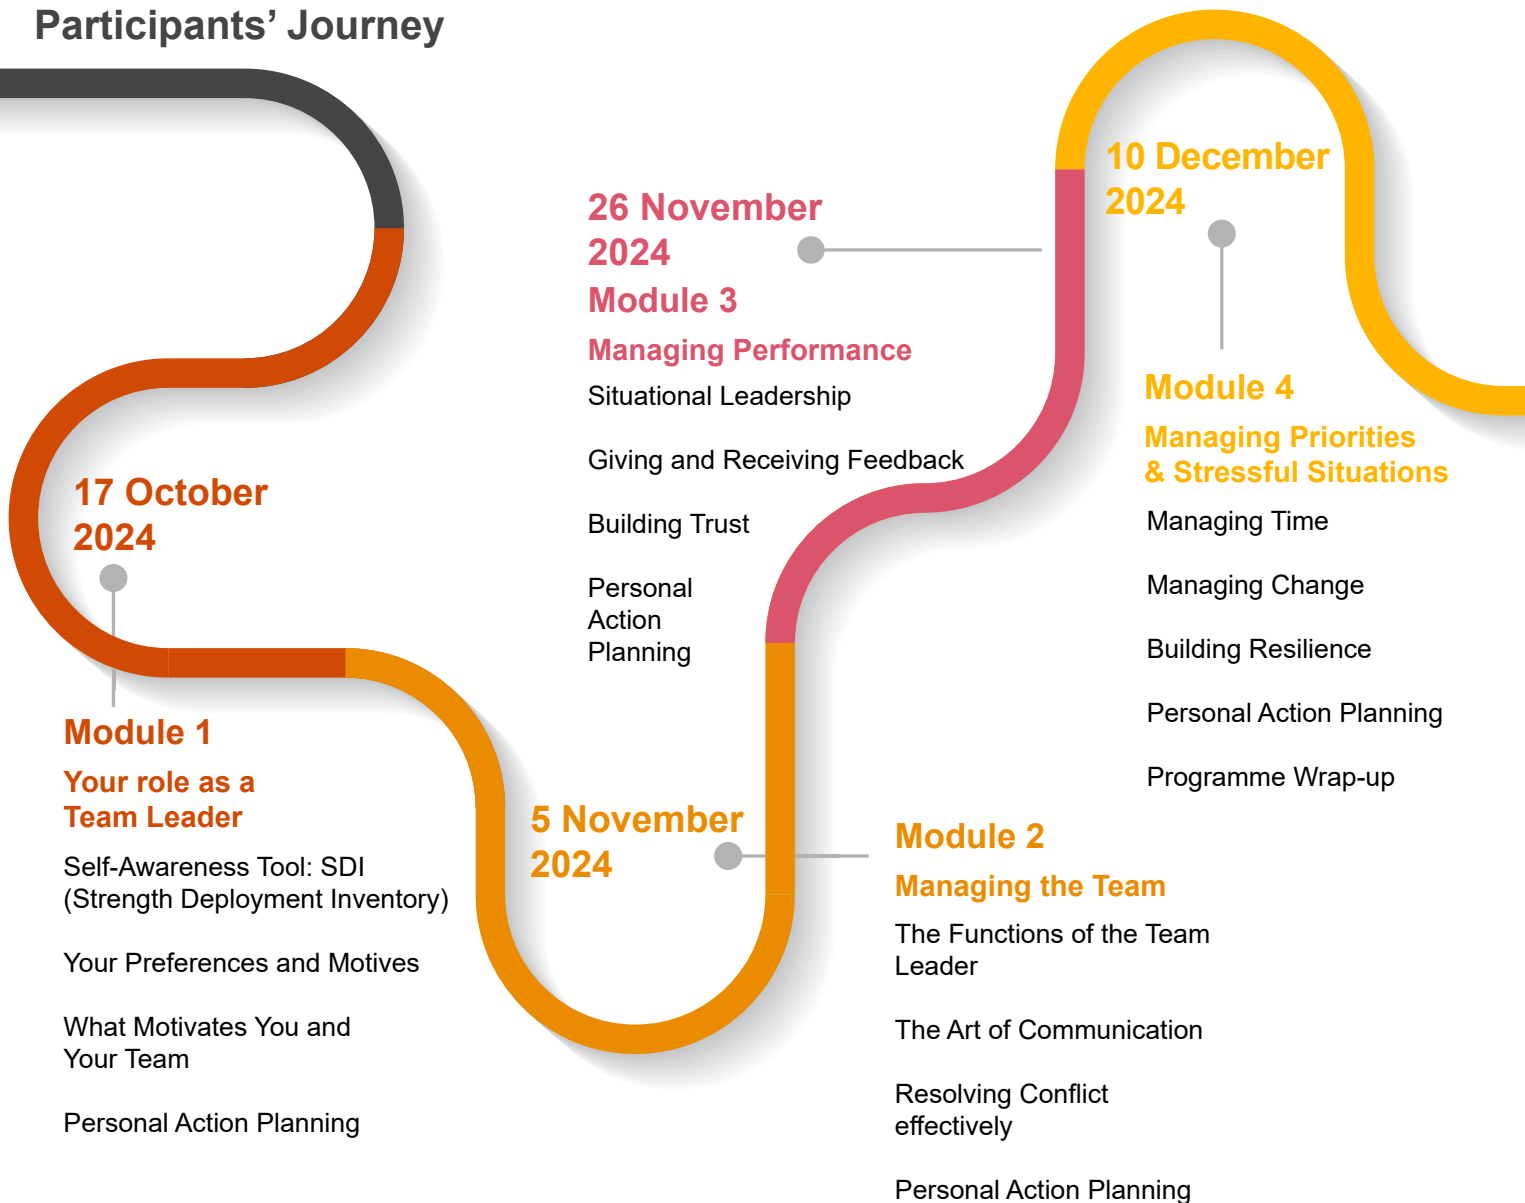 Participants’ Journey
17 October
2024
Module 1
Your role as a
Team Leader
Self-Awareness Tool: SDI
(Strength Deployment Inventory)
Your Preferences and Motives
What Motivates You and
Your Team
Personal Action Planning
5 November
2024
Module 2
Managing the Team
The Functions of the Team
Leader
The Art of Communication
Resolving Conflict
effectively
Personal Action Planning
26 November
2024
Module 3
Managing Performance
Situational Leadership
Giving and Receiving Feedback
Building Trust
Personal
Action
Planning
10 December
2024
Module 4
Managing Priorities
& Stressful Situations
Managing Time
Managing Change
Building Resilience
Personal Action Planning
Programme Wrap-up